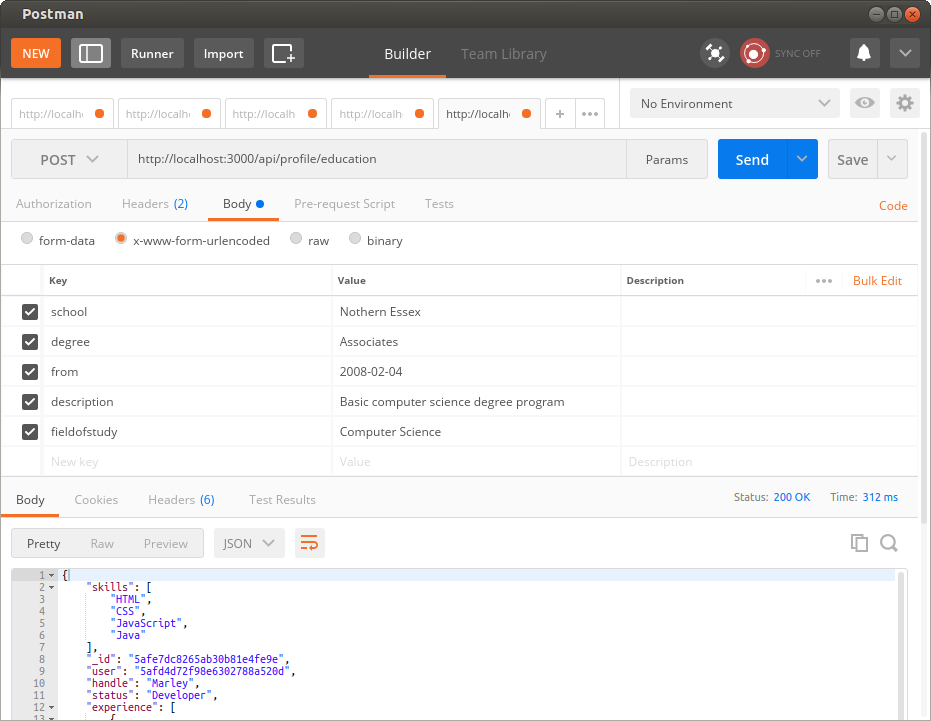 Postman
NEW Runner Import Builder Team Library SYNC OFF
http://localh http://localh http://localh http://localh http://localh + ••• No Environment
POST http://localhost:3000/api/profile/education Params Send Save
Authorization Headers (2) Body Pre-request Script Tests Code
form-data x-www-form-urlencoded raw binary
Key Value Description ••• Bulk Edit
school Nothern Essex
degree Associates
from 2008-02-04
description Basic computer science degree program
fieldofstudy Computer Science
New key Value Description
Body Cookies Headers (6) Test Results Status: 200 OK Time: 312 ms
Pretty Raw Preview JSON
1 {
2 "skills": [
3 "HTML",
4 "CSS",
5 "JavaScript",
6 "Java"
7 ],
8 "_id": "5afe7dc8265ab30b81e4fe9e",
9 "user": "5afd4d72f98e6302788a520d",
10 "handle": "Marley",
11 "status": "Developer",
12 "experience": [
13 {